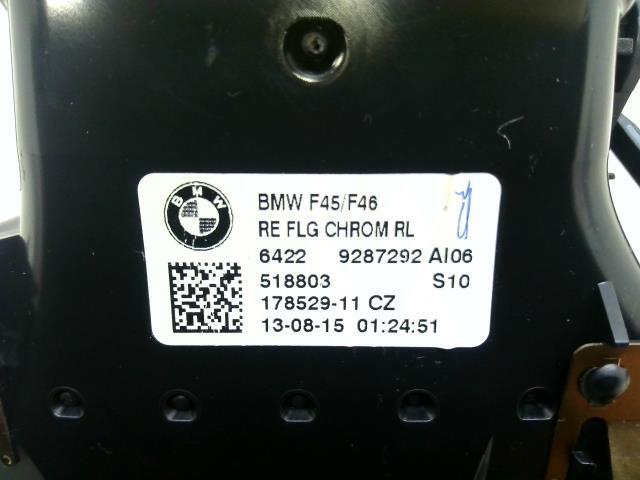 BMW
BMW F45/F46
RE FLG CHROM RL
6422 9287292 AI06
518803 S10
178529-11 CZ
13-08-15 01:24:51